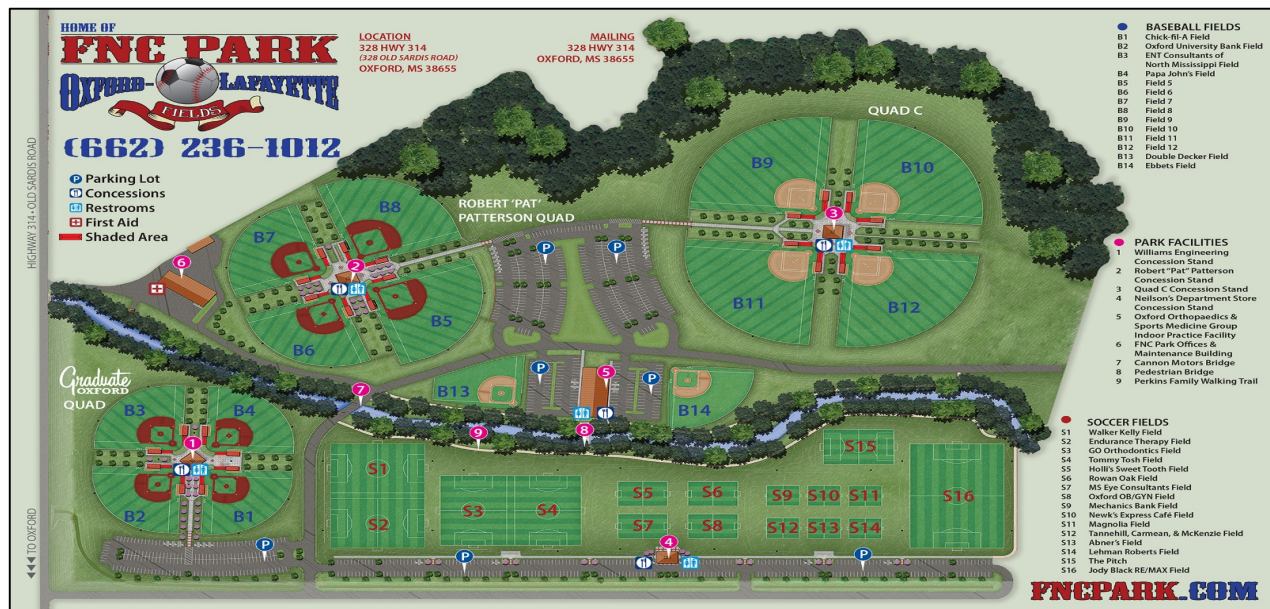 HOME OF
FNC PARK
OXFORD-LAFAYETTE
FIELDS
(662) 236-1012
LOCATION
328 HWY 314
(328 OLD SARDIS ROAD)
OXFORD, MS 38655
MAILING
328 HWY 314
OXFORD, MS 38655
P Parking Lot
Concessions
Restrooms
First Aid
Shaded Area
HIGHWAY 314 • OLD SARDIS ROAD
TO OXFORD
ROBERT 'PAT'
PATTERSON QUAD
B8
B7
2
B5
B6
6
P
P
QUAD C
B9
B10
3
B11
B12
Graduate
OXFORD
QUAD
B3
B4
1
B2
B1
P
7
B13
P
5
P
B14
9
8
S1
S2
S3
S4
S5
S6
S7
S8
S9
S10
S11
S12
S13
S14
S15
S16
P
4
P
BASEBALL FIELDS
B1 Chick-fil-A Field
B2 Oxford University Bank Field
B3 ENT Consultants of
North Mississippi Field
B4 Papa John's Field
B5 Field 5
B6 Field 6
B7 Field 7
B8 Field 8
B9 Field 9
B10 Field 10
B11 Field 11
B12 Field 12
B13 Double Decker Field
B14 Ebbets Field
PARK FACILITIES
1 Williams Engineering
Concession Stand
2 Robert "Pat" Patterson
Concession Stand
3 Quad C Concession Stand
4 Neilson's Department Store
Concession Stand
5 Oxford Orthopaedics &
Sports Medicine Group
Indoor Practice Facility
6 FNC Park Offices &
Maintenance Building
7 Cannon Motors Bridge
8 Pedestrian Bridge
9 Perkins Family Walking Trail
SOCCER FIELDS
S1 Walker Kelly Field
S2 Endurance Therapy Field
S3 GO Orthodontics Field
S4 Tommy Tosh Field
S5 Holli's Sweet Tooth Field
S6 Rowan Oak Field
S7 MS Eye Consultants Field
S8 Oxford OB/GYN Field
S9 Mechanics Bank Field
S10 Newk's Express Café Field
S11 Magnolia Field
S12 Tannehill, Carmean, & McKenzie Field
S13 Abner's Field
S14 Lehman Roberts Field
S15 The Pitch
S16 Jody Black RE/MAX Field
FNCPARK.COM